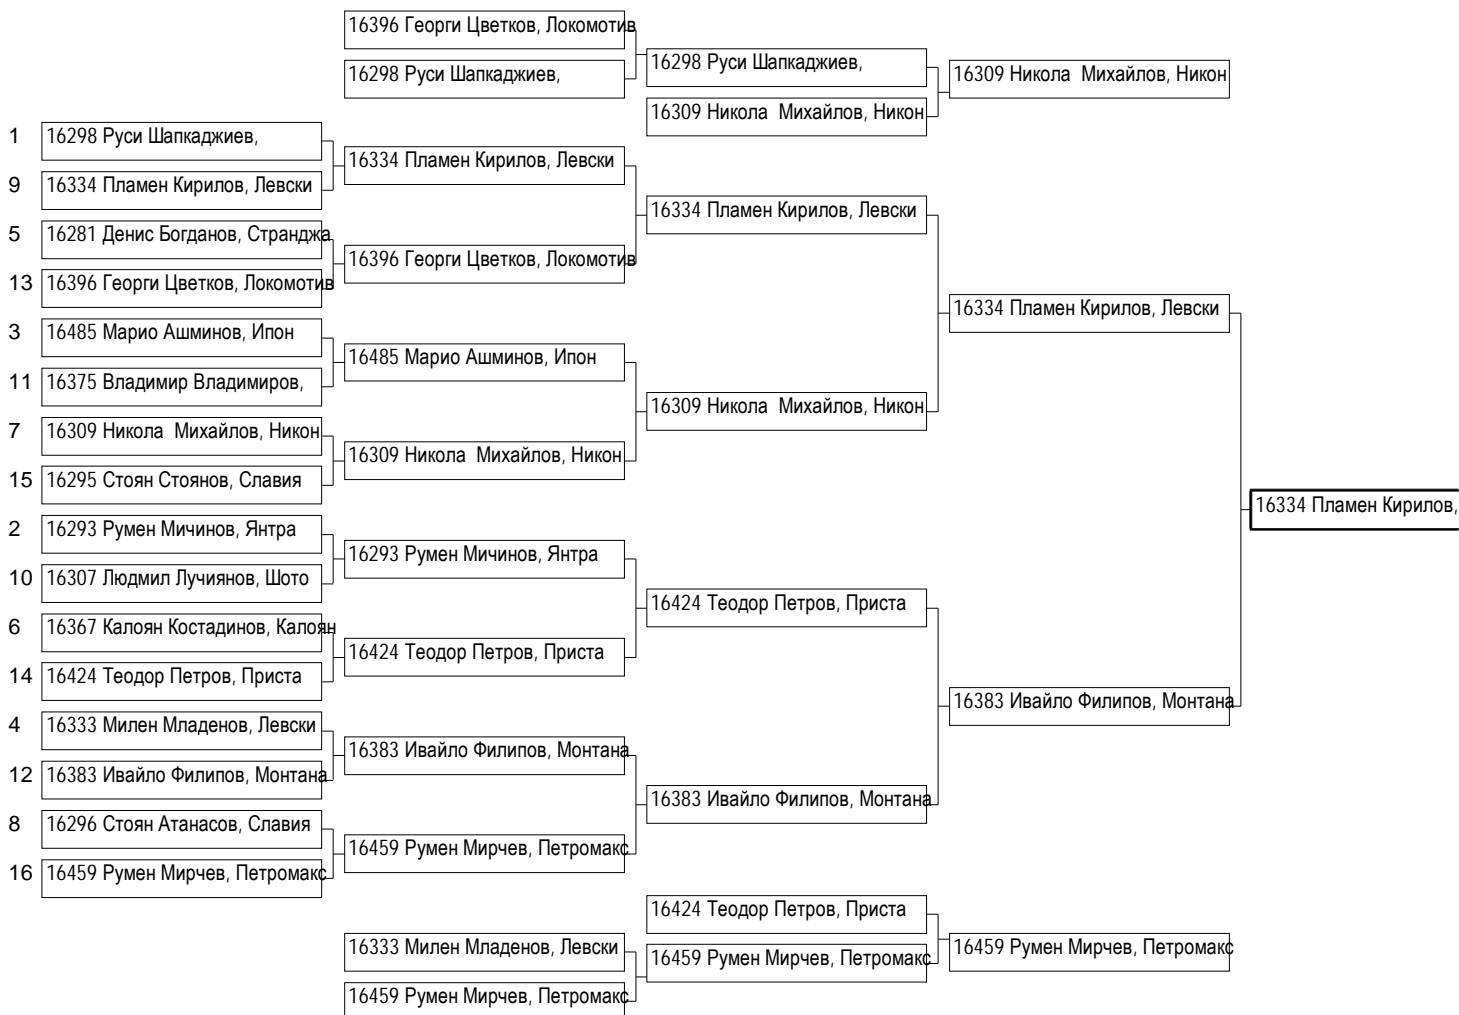 16396 Георги Цветков, Локомотив
16298 Руси Шапкаджиев,
16298 Руси Шапкаджиев,
16309 Никола  Михайлов, Никон
16309 Никола  Михайлов, Никон
1 16298 Руси Шапкаджиев,
9 16334 Пламен Кирилов, Левски
16334 Пламен Кирилов, Левски
5 16281 Денис Богданов, Странджа
13 16396 Георги Цветков, Локомотив
16396 Георги Цветков, Локомотив
16334 Пламен Кирилов, Левски
3 16485 Марио Ашминов, Ипон
11 16375 Владимир Владимиров,
16485 Марио Ашминов, Ипон
7 16309 Никола  Михайлов, Никон
15 16295 Стоян Стоянов, Славия
16309 Никола  Михайлов, Никон
16309 Никола  Михайлов, Никон
16334 Пламен Кирилов, Левски
2 16293 Румен Мичинов, Янтра
10 16307 Людмил Лучиянов, Шото
16293 Румен Мичинов, Янтра
6 16367 Калоян Костадинов, Калоян
14 16424 Теодор Петров, Приста
16424 Теодор Петров, Приста
16424 Теодор Петров, Приста
4 16333 Милен Младенов, Левски
12 16383 Ивайло Филипов, Монтана
16383 Ивайло Филипов, Монтана
8 16296 Стоян Атанасов, Славия
16 16459 Румен Мирчев, Петромакс
16459 Румен Мирчев, Петромакс
16383 Ивайло Филипов, Монтана
16383 Ивайло Филипов, Монтана
16334 Пламен Кирилов,
16424 Теодор Петров, Приста
16333 Милен Младенов, Левски
16459 Румен Мирчев, Петромакс
16459 Румен Мирчев, Петромакс
16459 Румен Мирчев, Петромакс